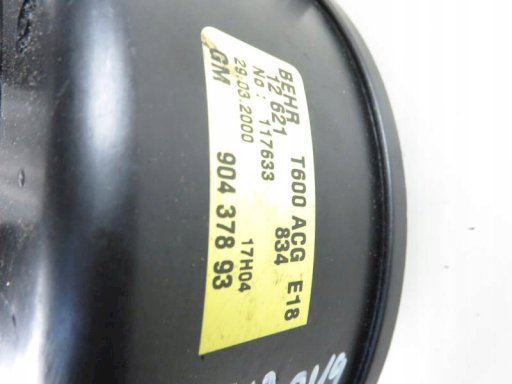 BEHR T600 ACG E18
12 621 834
No: 117633
29.03.2000 17H04
GM 904 378 93